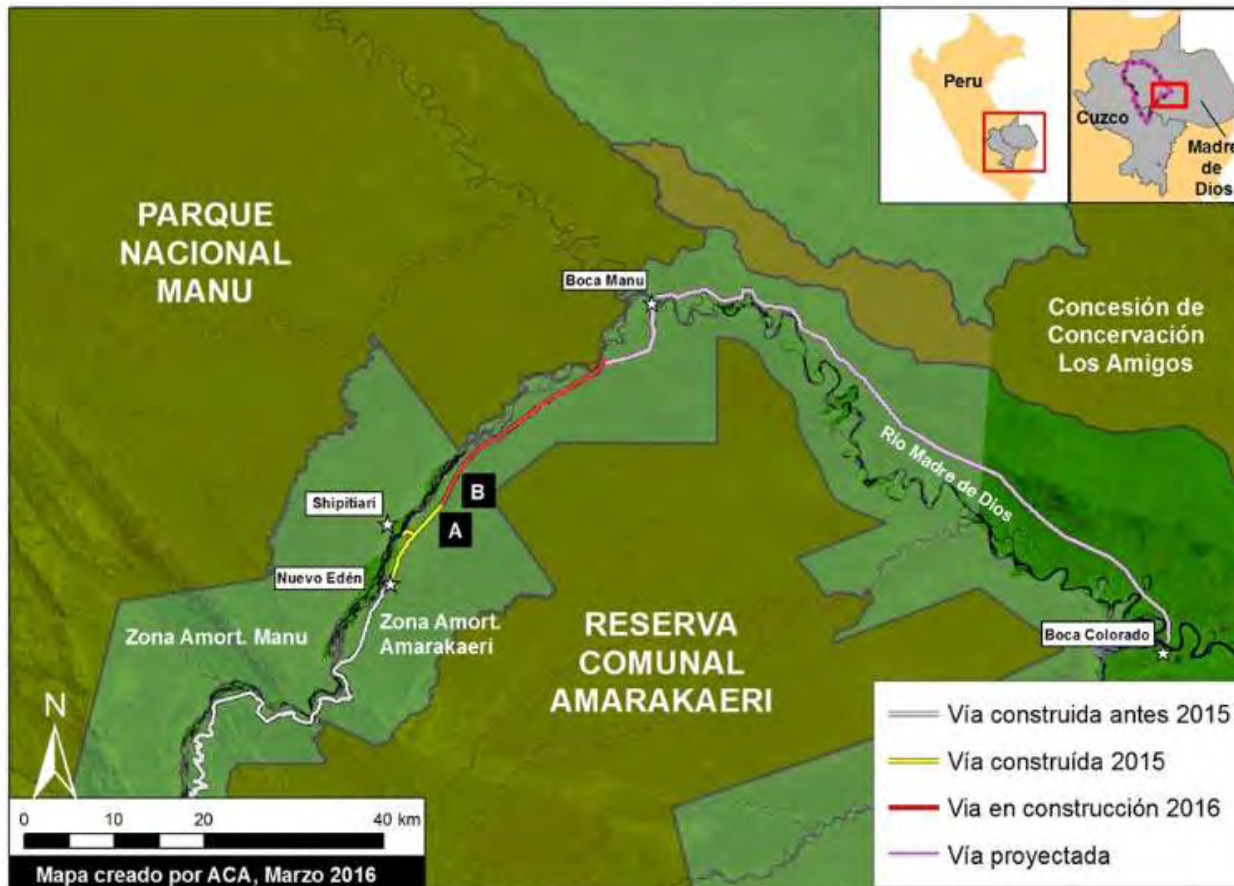 Peru
Cuzco
Madre
de
Dios
PARQUE
NACIONAL
MANU
Boca Manu
Concesión de
Concervación
Los Amigos
Río Madre de Dios
Shipitiari
B
A
Nuevo Edén
Zona Amort. Manu
Zona Amort.
Amarakaeri
RESERVA
COMUNAL
AMARAKAERI
Boca Colorado
N
0 10 20 40 km
Mapa creado por ACA, Marzo 2016
Vía construida antes 2015
Vía construída 2015
Via en construcción 2016
Vía proyectada